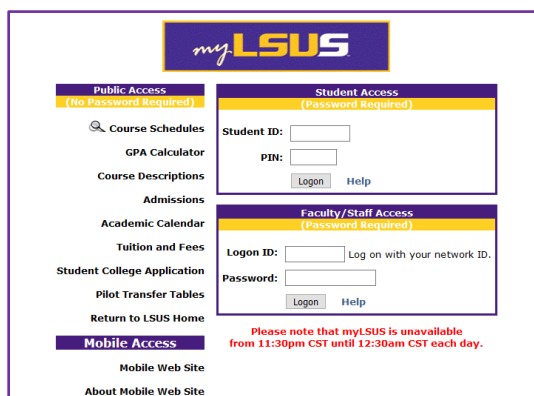 my LSUS
Public Access
(No Password Required)
Course Schedules
GPA Calculator
Course Descriptions
Admissions
Academic Calendar
Tuition and Fees
Student College Application
Pilot Transfer Tables
Return to LSUS Home
Mobile Access
Mobile Web Site
About Mobile Web Site
Student Access
(Password Required)
Student ID:
PIN:
Logon Help
Faculty/Staff Access
(Password Required)
Logon ID: Log on with your network ID.
Password:
Logon Help
Please note that myLSUS is unavailable
from 11:30pm CST until 12:30am CST each day.